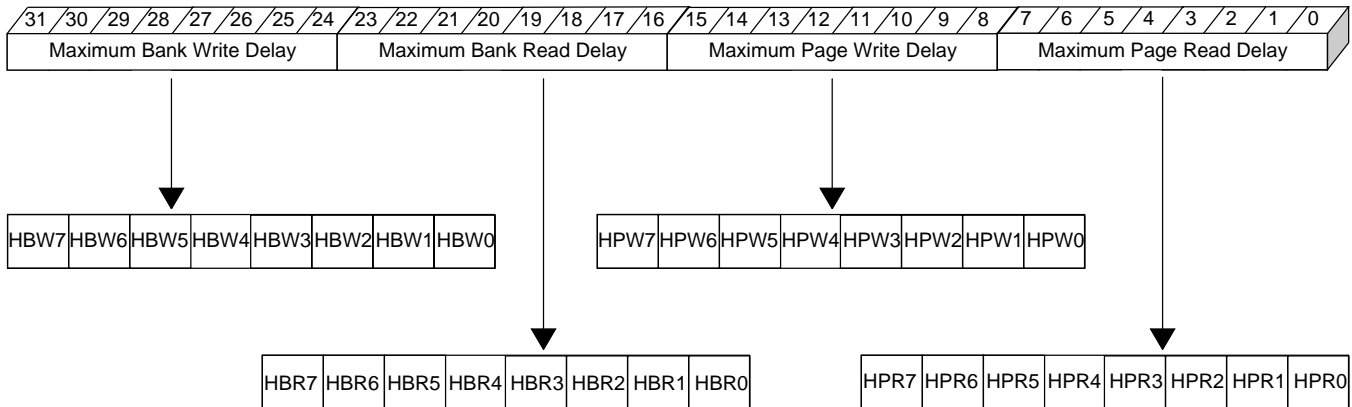 31 30 29 28 27 26 25 24 23 22 21 20 19 18 17 16 15 14 13 12 11 10 9 8 7 6 5 4 3 2 1 0
Maximum Bank Write Delay Maximum Bank Read Delay Maximum Page Write Delay Maximum Page Read Delay
HBW7 HBW6 HBW5 HBW4 HBW3 HBW2 HBW1 HBW0 HPW7 HPW6 HPW5 HPW4 HPW3 HPW2 HPW1 HPW0
HBR7 HBR6 HBR5 HBR4 HBR3 HBR2 HBR1 HBR0 HPR7 HPR6 HPR5 HPR4 HPR3 HPR2 HPR1 HPR0